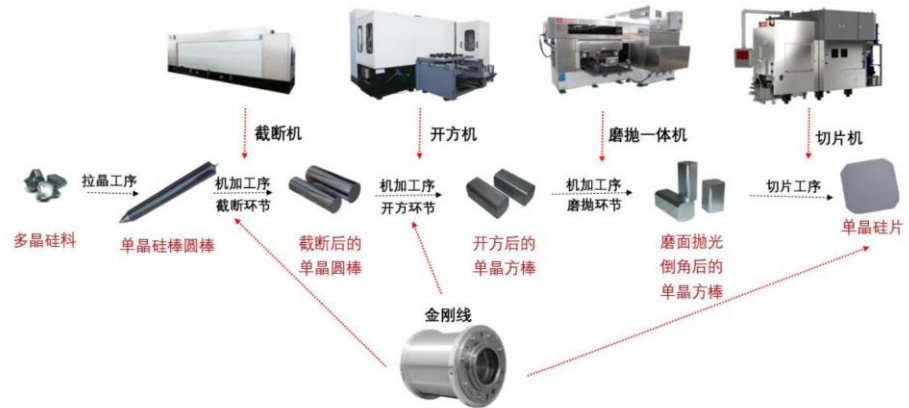 截断机
开方机
磨抛一体机
切片机
拉晶工序
机加工序
截断环节
机加工序
开方环节
机加工序
磨抛环节
切片工序
多晶硅料
单晶硅棒圆棒
截断后的
单晶圆棒
开方后的
单晶方棒
磨面抛光
倒角后的
单晶方棒
单晶硅片
金刚线